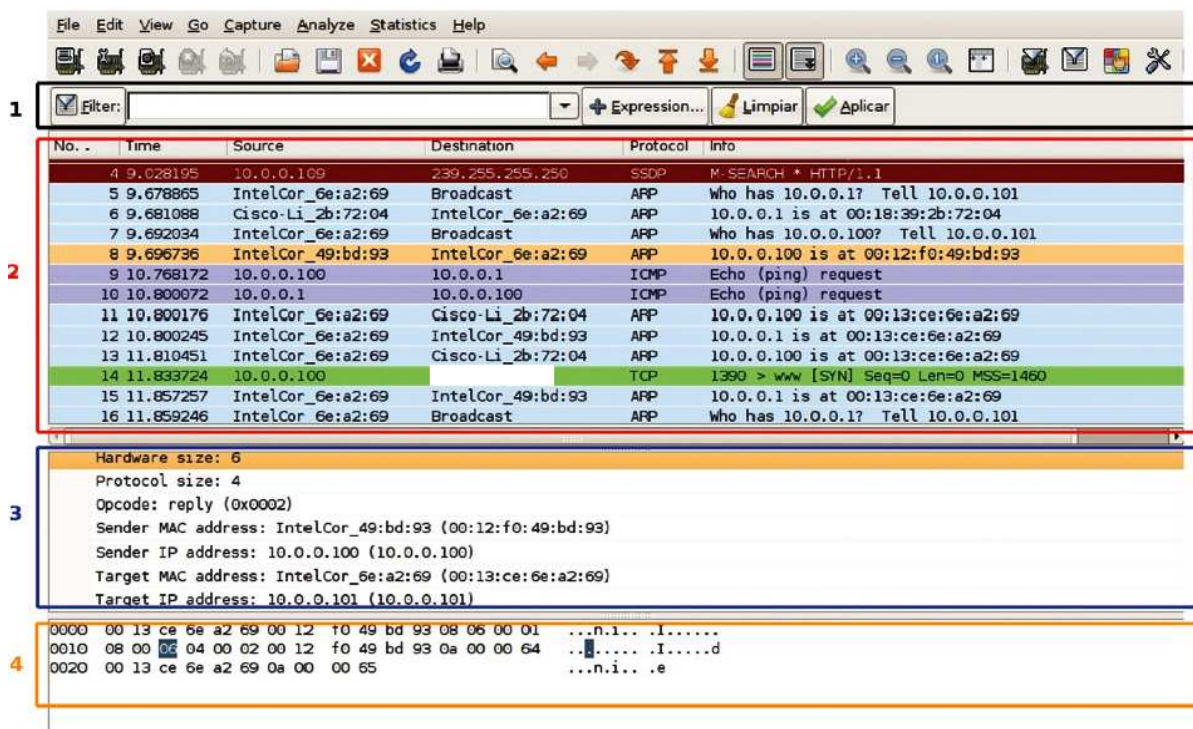 File Edit View Go Capture Analyze Statistics Help
1
Filter: Expression... Limpiar Aplicar
2
No. . Time Source Destination Protocol Info
4 9.028195 10.0.0.109 239.255.255.250 SSDP M-SEARCH * HTTP/1.1
5 9.678865 IntelCor_6e:a2:69 Broadcast ARP Who has 10.0.0.1? Tell 10.0.0.101
6 9.681088 Cisco-Li_2b:72:04 IntelCor_6e:a2:69 ARP 10.0.0.1 is at 00:18:39:2b:72:04
7 9.692034 IntelCor_6e:a2:69 Broadcast ARP Who has 10.0.0.100? Tell 10.0.0.101
8 9.696736 IntelCor_49:bd:93 IntelCor_6e:a2:69 ARP 10.0.0.100 is at 00:12:f0:49:bd:93
9 10.768172 10.0.0.100 10.0.0.1 ICMP Echo (ping) request
10 10.800072 10.0.0.1 10.0.0.100 ICMP Echo (ping) request
11 10.800176 IntelCor_6e:a2:69 Cisco-Li_2b:72:04 ARP 10.0.0.100 is at 00:13:ce:6e:a2:69
12 10.800245 IntelCor_6e:a2:69 IntelCor_49:bd:93 ARP 10.0.0.1 is at 00:13:ce:6e:a2:69
13 11.810451 IntelCor_6e:a2:69 Cisco-Li_2b:72:04 ARP 10.0.0.100 is at 00:13:ce:6e:a2:69
14 11.833724 10.0.0.100 TCP 1390 > www [SYN] Seq=0 Len=0 MSS=1460
15 11.857257 IntelCor_6e:a2:69 IntelCor_49:bd:93 ARP 10.0.0.1 is at 00:13:ce:6e:a2:69
16 11.859246 IntelCor_6e:a2:69 Broadcast ARP Who has 10.0.0.1? Tell 10.0.0.101
3
Hardware size: 6
Protocol size: 4
Opcode: reply (0x0002)
Sender MAC address: IntelCor_49:bd:93 (00:12:f0:49:bd:93)
Sender IP address: 10.0.0.100 (10.0.0.100)
Target MAC address: IntelCor_6e:a2:69 (00:13:ce:6e:a2:69)
Target IP address: 10.0.0.101 (10.0.0.101)
4
0000 00 13 ce 6e a2 69 00 12 f0 49 bd 93 08 06 00 01 ...n.i.. .I......
0010 08 00 06 04 00 02 00 12 f0 49 bd 93 0a 00 00 64 ........ .I.....d
0020 00 13 ce 6e a2 69 0a 00 00 65 ...n.i.. .e